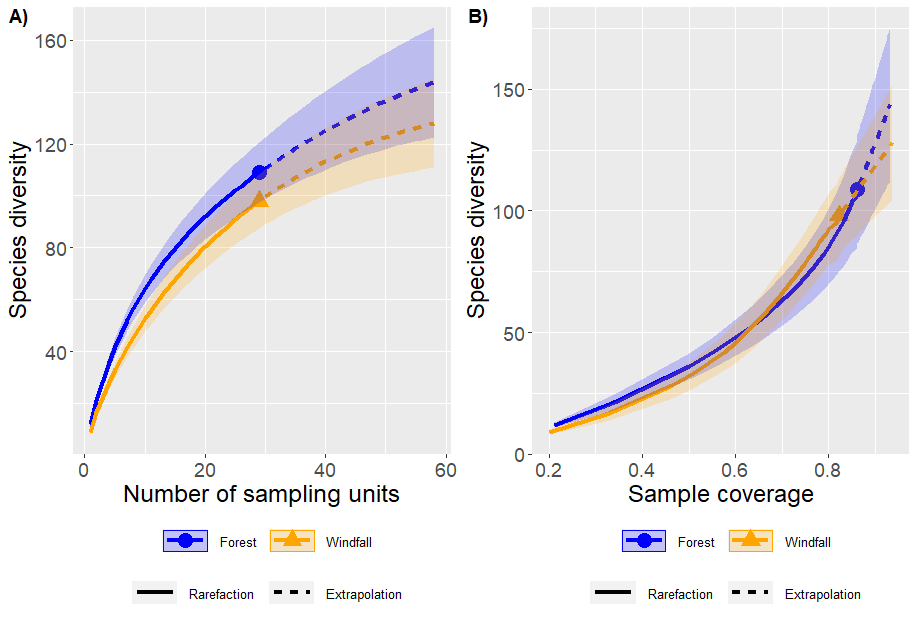 A)
Species diversity
160
120
80
40
0
20
40
60
Number of sampling units
Forest
Windfall
Rarefaction
Extrapolation
B)
Species diversity
150
100
50
0
0.2
0.4
0.6
0.8
Sample coverage
Forest
Windfall
Rarefaction
Extrapolation